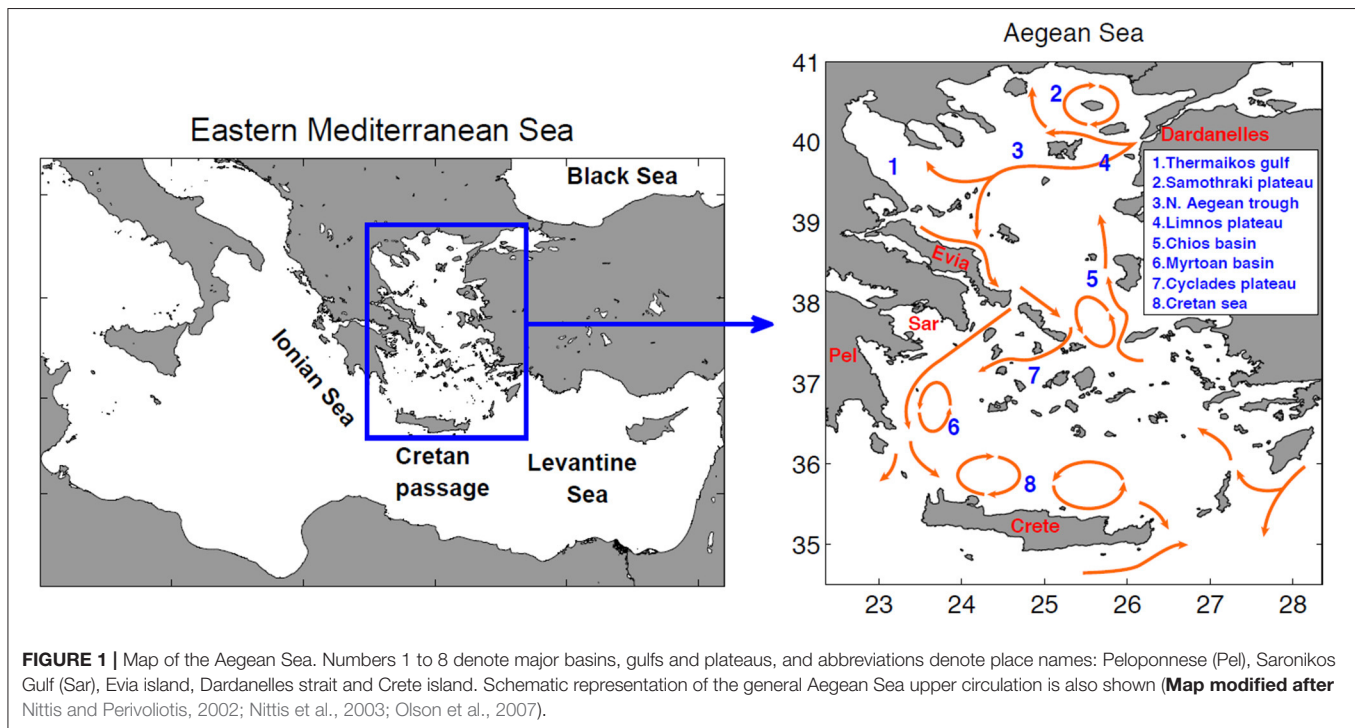 Eastern Mediterranean Sea
Black Sea
Ionian Sea
Cretan
passage
Levantine
Sea
Aegean Sea
41
40
39
38
37
36
35
23
24
25
26
27
28
Dardanelles
1.Thermaikos gulf
2.Samothraki plateau
3.N. Aegean trough
4.Limnos plateau
5.Chios basin
6.Myrtoan basin
7.Cyclades plateau
8.Cretan sea
2
3
4
1
Evia
5
Sar
Pel
7
6
8
Crete
FIGURE 1 | Map of the Aegean Sea. Numbers 1 to 8 denote major basins, gulfs and plateaus, and abbreviations denote place names: Peloponnese (Pel), Saronikos
Gulf (Sar), Evia island, Dardanelles strait and Crete island. Schematic representation of the general Aegean Sea upper circulation is also shown (Map modified after
Nittis and Perivoliotis, 2002; Nittis et al., 2003; Olson et al., 2007).